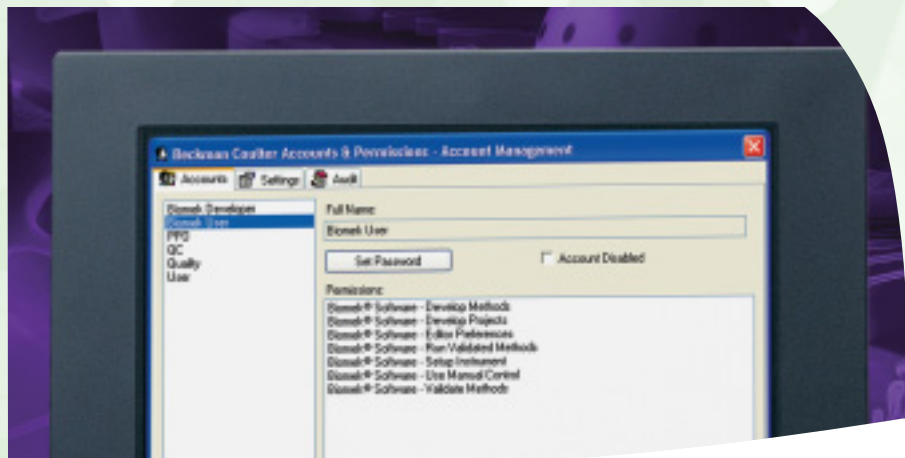 Beckman Coulter Accounts & Permissions - Account Management
Accounts Settings Audit
Biomek Developer
Biomek User
PPG
QC
Quality
User
Full Name:
Biomek User
Set Password
Account Disabled
Permissions:
Biomek® Software - Develop Methods
Biomek® Software - Develop Projects
Biomek® Software - Editor Preferences
Biomek® Software - Run Validated Methods
Biomek® Software - Setup Instrument
Biomek® Software - Use Manual Control
Biomek® Software - Validate Methods